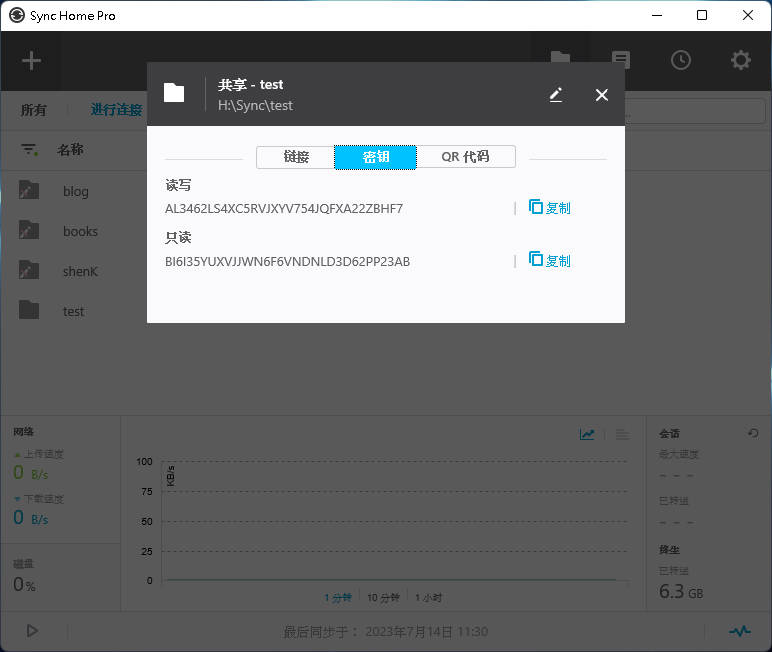 Sync Home Pro
共享 - test
H:\Sync\test
所有
进行连接
链接
密钥
QR 代码
名称
读写
AL3462LS4XC5RVJXYV754JQFXA22ZBHF7
复制
只读
BI6I35YUXVJJWN6F6VNDNLD3D62PP23AB
复制
blog
books
shenK
test
网络
上传速度
0 B/s
下载速度
0 B/s
磁盘
0%
KB/s
100
75
50
25
0
1 分钟
10 分钟
1 小时
会话
最大速度
- - -
已转送
- - -
终生
已转送
6.3 GB
最后同步于： 2023年7月14日 11:30